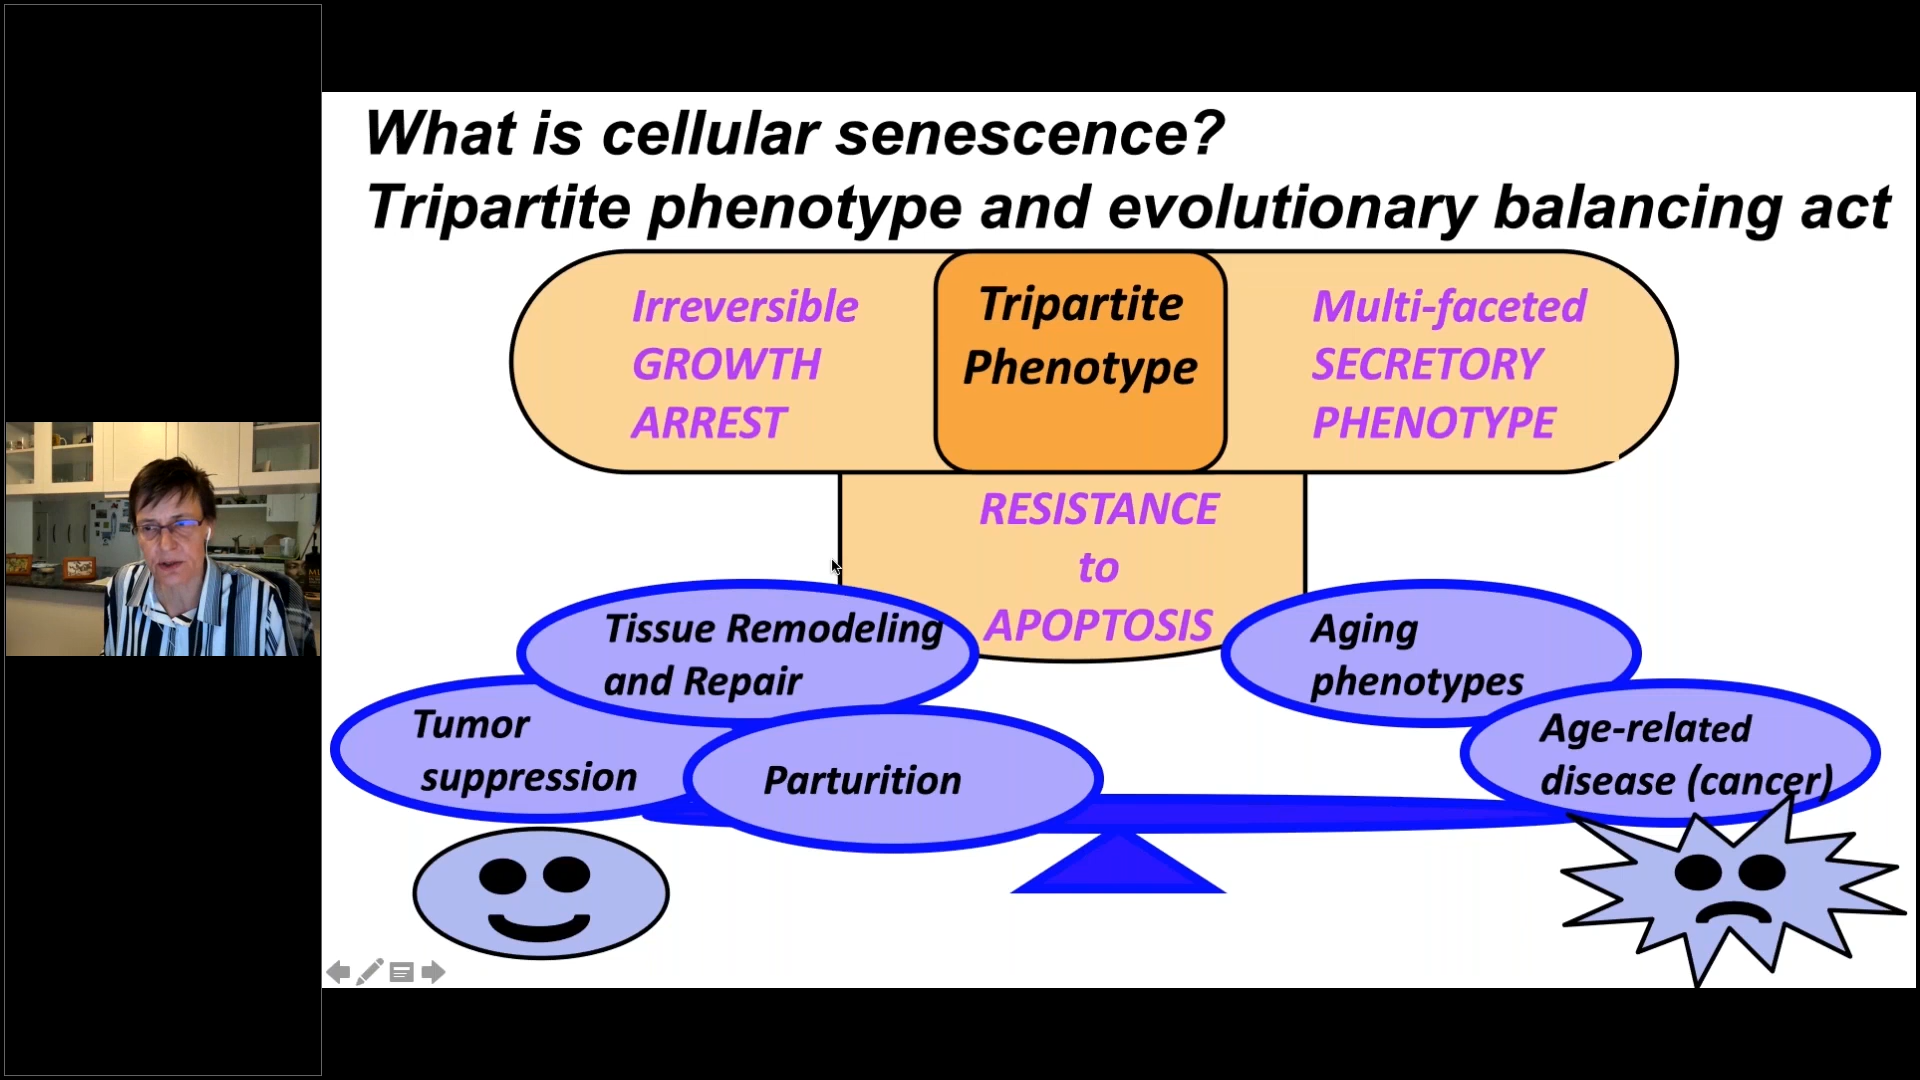 What is cellular senescence?
Tripartite phenotype and evolutionary balancing act
Irreversible
GROWTH
ARREST
Tripartite
Phenotype
Multi-faceted
SECRETORY
PHENOTYPE
RESISTANCE
to
APOPTOSIS
Tissue Remodeling
and Repair
Tumor
suppression
Parturition
Aging
phenotypes
Age-related
disease (cancer)